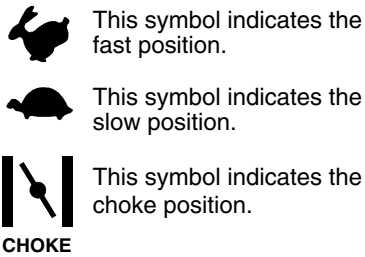 This symbol indicates the
fast position.
This symbol indicates the
slow position.
This symbol indicates the
choke position.
CHOKE